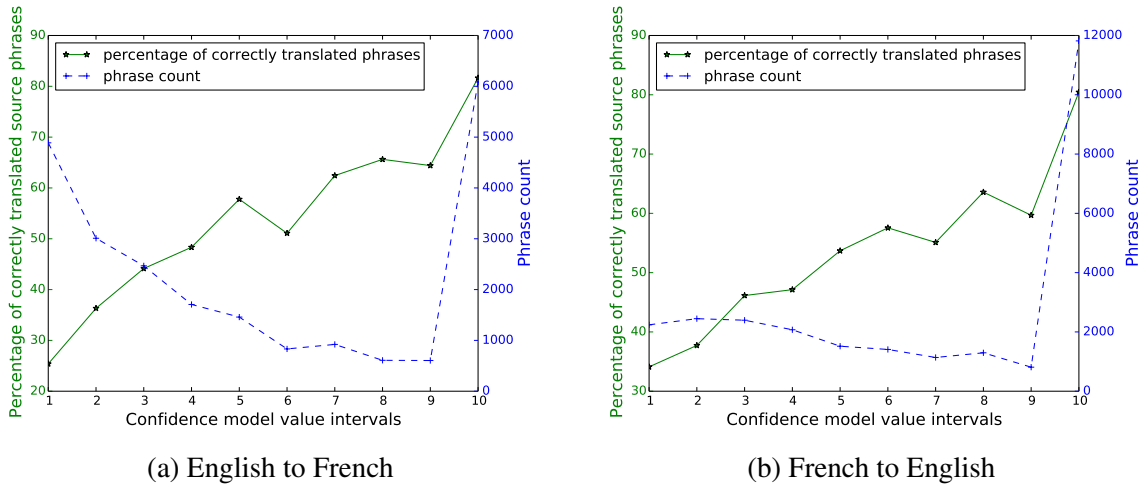 Percentage of correctly translated source phrases
90
80
70
60
50
40
30
20
percentage of correctly translated phrases
phrase count
7000
6000
5000
4000
3000
2000
1000
0
Phrase count
1 2 3 4 5 6 7 8 9 10
Confidence model value intervals
(a) English to French
Percentage of correctly translated source phrases
90
80
70
60
50
40
30
percentage of correctly translated phrases
phrase count
12000
10000
8000
6000
4000
2000
0
Phrase count
1 2 3 4 5 6 7 8 9 10
Confidence model value intervals
(b) French to English